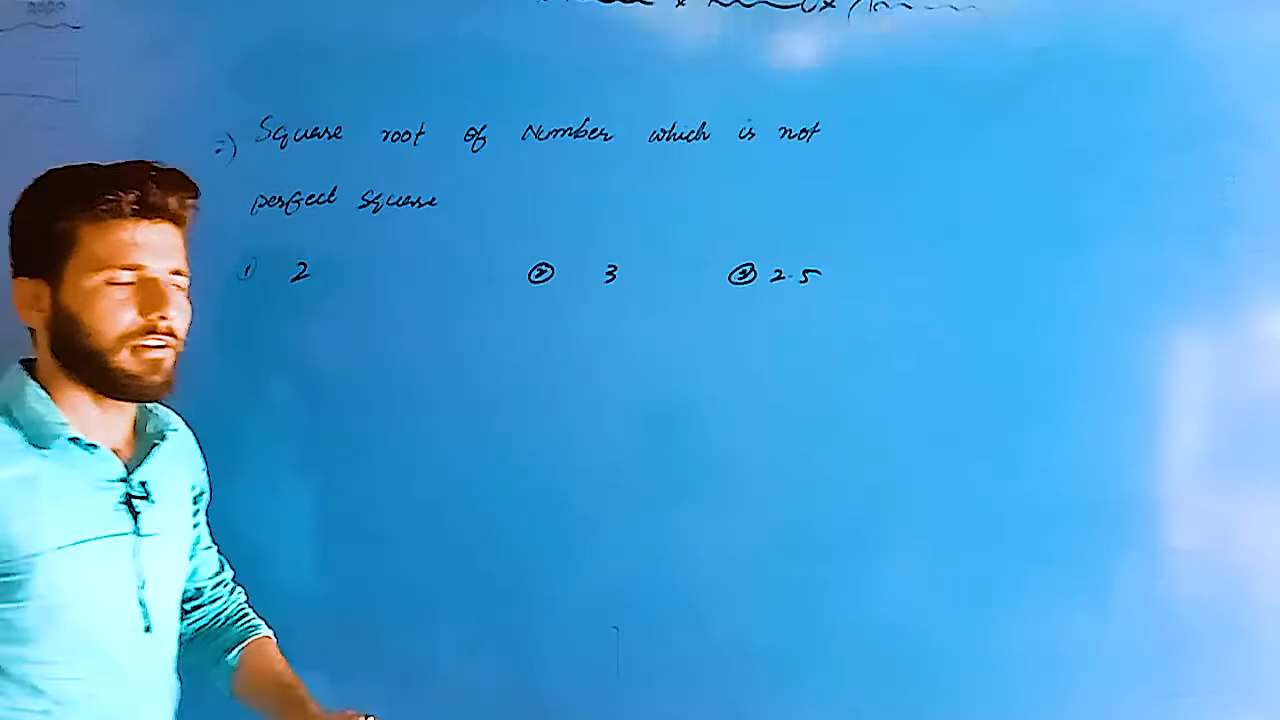 Square root of Number which is not
perfect square
① 2 ② 3 ③ 2.5